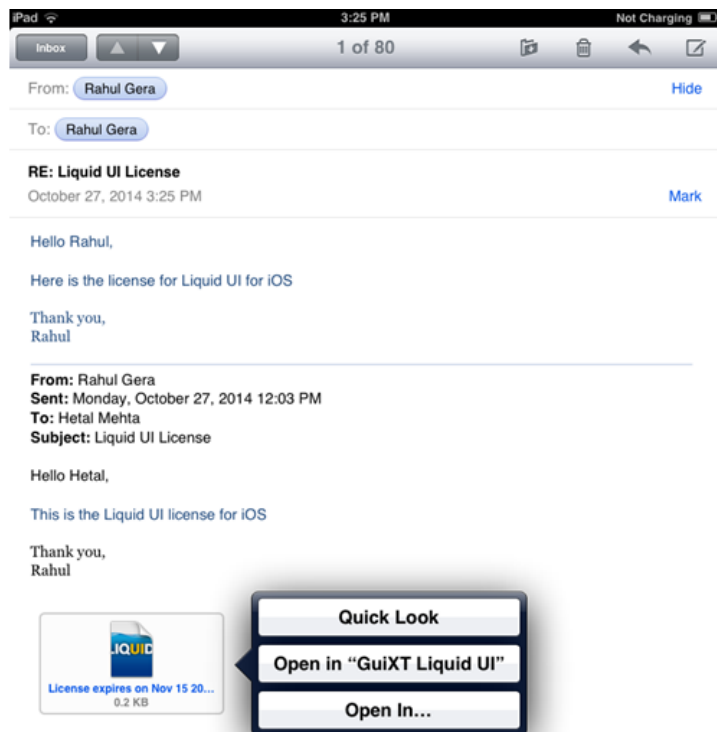 iPad 3:25 PM Not Charging
Inbox 1 of 80
From: Rahul Gera Hide
To: Rahul Gera
RE: Liquid UI License
October 27, 2014 3:25 PM Mark
Hello Rahul,
Here is the license for Liquid UI for iOS
Thank you,
Rahul
From: Rahul Gera
Sent: Monday, October 27, 2014 12:03 PM
To: Hetal Mehta
Subject: Liquid UI License
Hello Hetal,
This is the Liquid UI license for iOS
Thank you,
Rahul
LIQUID
License expires on Nov 15 20...
0.2 KB
Quick Look
Open in “GuiXT Liquid UI”
Open In...